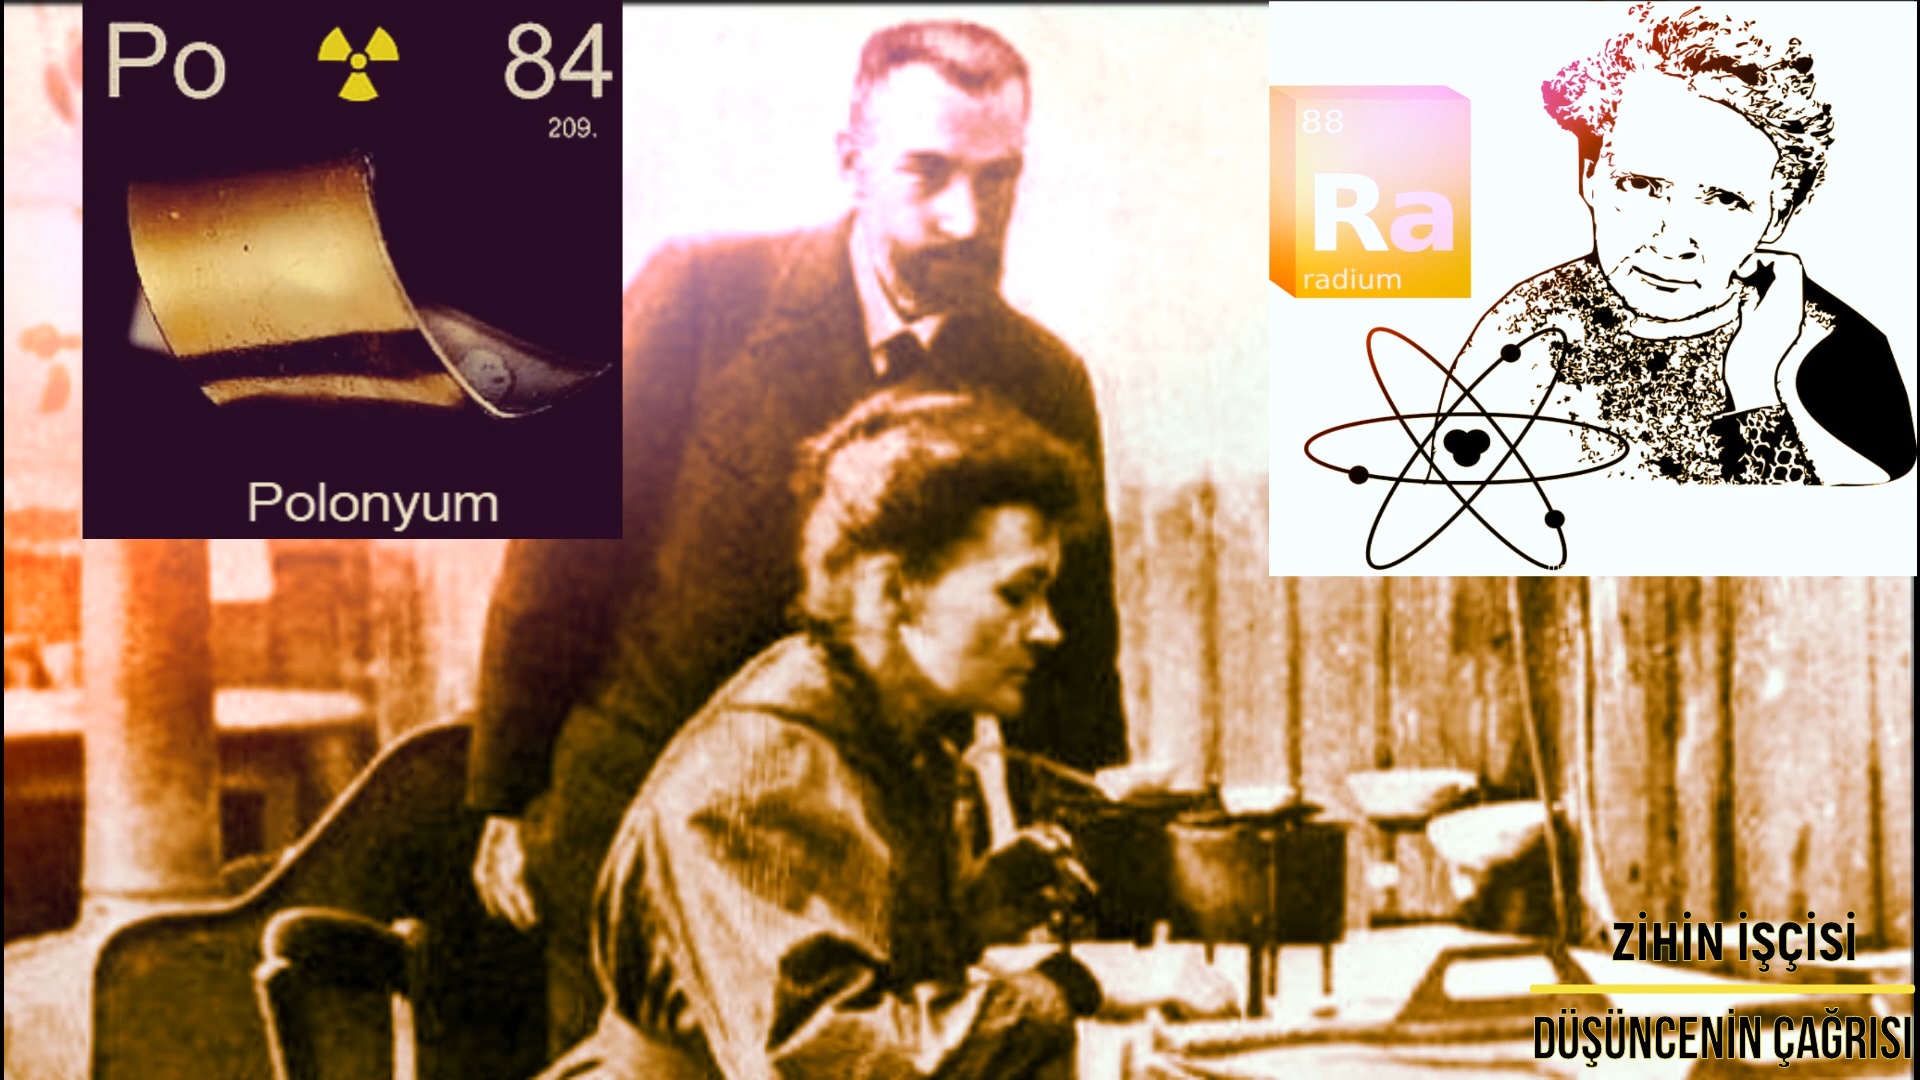 Po 84
209.
Polonyum
88
Ra
radium
ZİHİN İŞÇİSİ
DÜŞÜNCENİN ÇAĞRISI